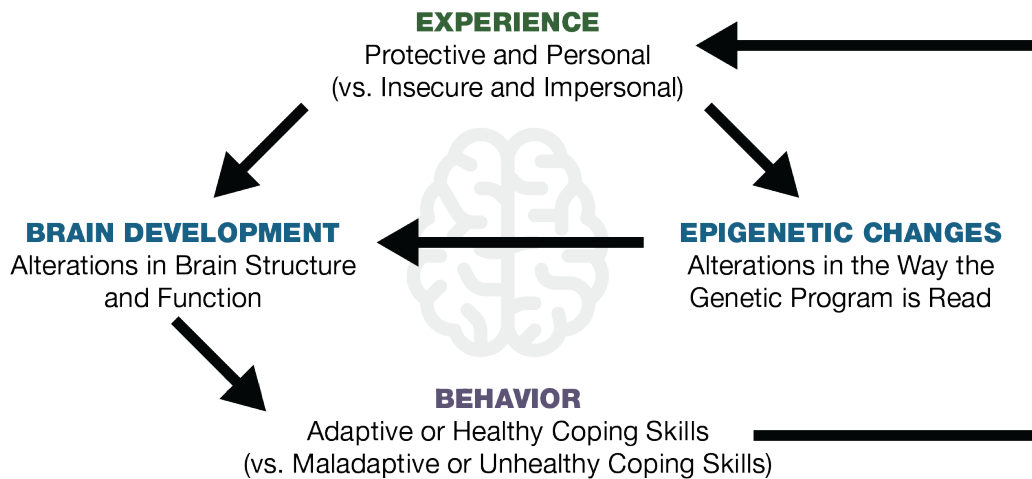 EXPERIENCE
Protective and Personal
(vs. Insecure and Impersonal)
BRAIN DEVELOPMENT
Alterations in Brain Structure
and Function
EPIGENETIC CHANGES
Alterations in the Way the
Genetic Program is Read
BEHAVIOR
Adaptive or Healthy Coping Skills
(vs. Maladaptive or Unhealthy Coping Skills)